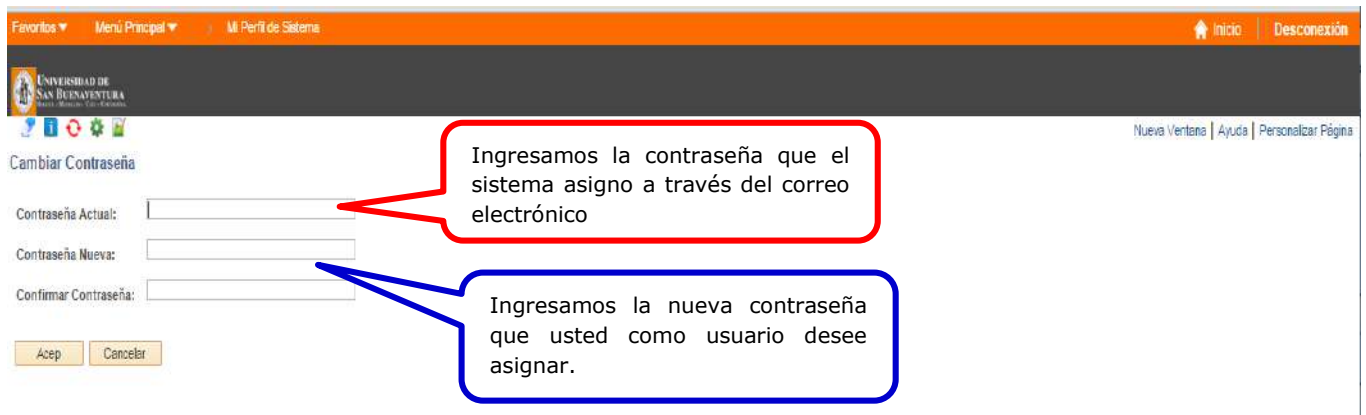 Favoritos Menú Principal Mi Perfil de Sistema Inicio Desconexión
UNIVERSIDAD DE
SAN BUENAVENTURA
Nueva Ventana | Ayuda | Personalizar Página
Cambiar Contraseña
Ingresamos la contraseña que el
sistema asigno a través del correo
electrónico
Contraseña Actual:
Contraseña Nueva:
Confirmar Contraseña:
Ingresamos la nueva contraseña
que usted como usuario desee
asignar.
Acep Cancelar